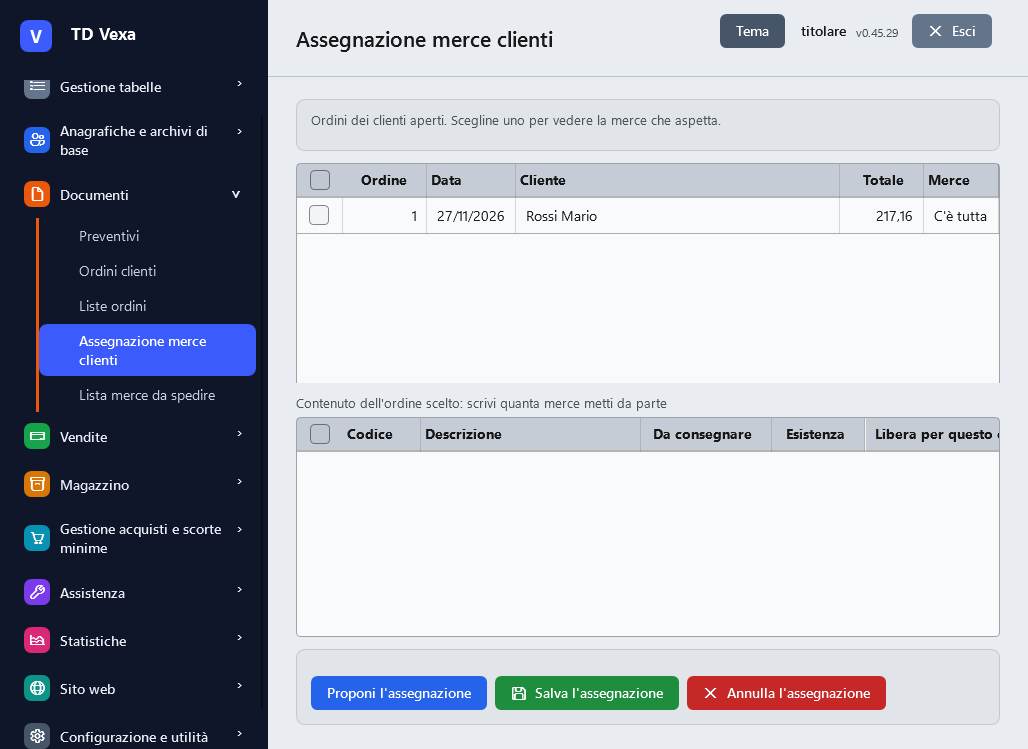 V TD Vexa
Gestione tabelle
Anagrafiche e archivi di
base
Documenti
Preventivi
Ordini clienti
Liste ordini
Assegnazione merce
clienti
Lista merce da spedire
Vendite
Magazzino
Gestione acquisti e scorte
minime
Assistenza
Statistiche
Sito web
Configurazione e utilità
Assegnazione merce clienti
Tema titolare v0.45.29 Esci
Ordini dei clienti aperti. Scegline uno per vedere la merce che aspetta.
Ordine Data Cliente Totale Merce
1 27/11/2026 Rossi Mario 217,16 C'è tutta
Contenuto dell'ordine scelto: scrivi quanta merce metti da parte
Codice Descrizione Da consegnare Esistenza Libera per questo
Proponi l'assegnazione Salva l'assegnazione Annulla l'assegnazione